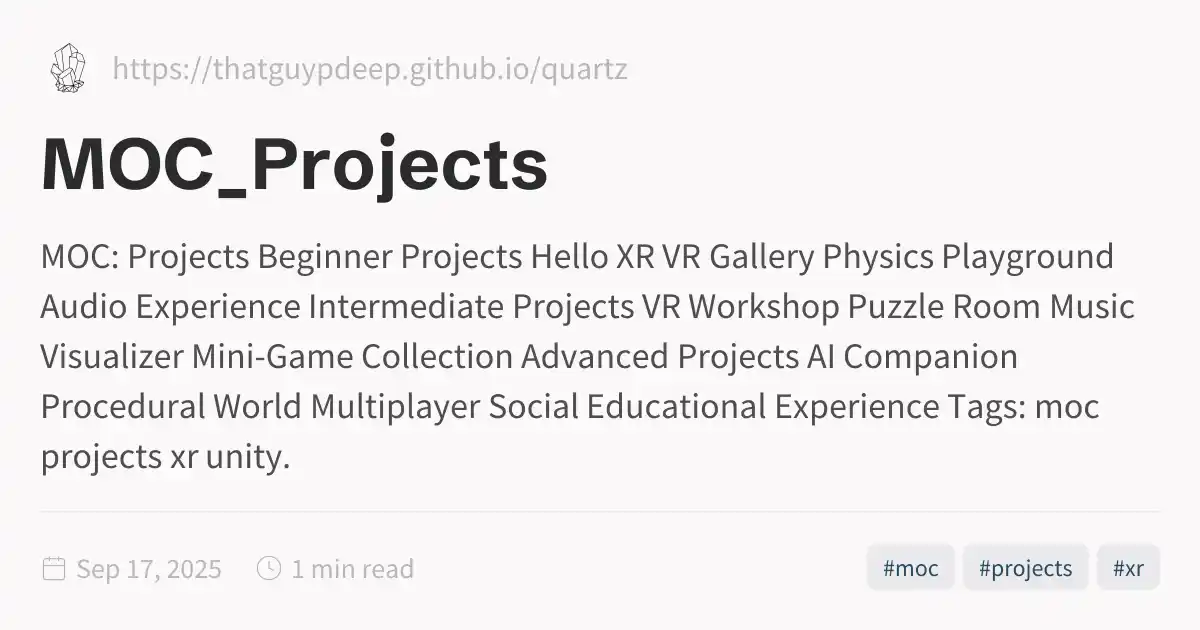 https://thatguypdeep.github.io/quartz
MOC_Projects
MOC: Projects Beginner Projects Hello XR VR Gallery Physics Playground
Audio Experience Intermediate Projects VR Workshop Puzzle Room Music
Visualizer Mini-Game Collection Advanced Projects AI Companion
Procedural World Multiplayer Social Educational Experience Tags: moc
projects xr unity.
Sep 17, 2025 1 min read #moc #projects #xr